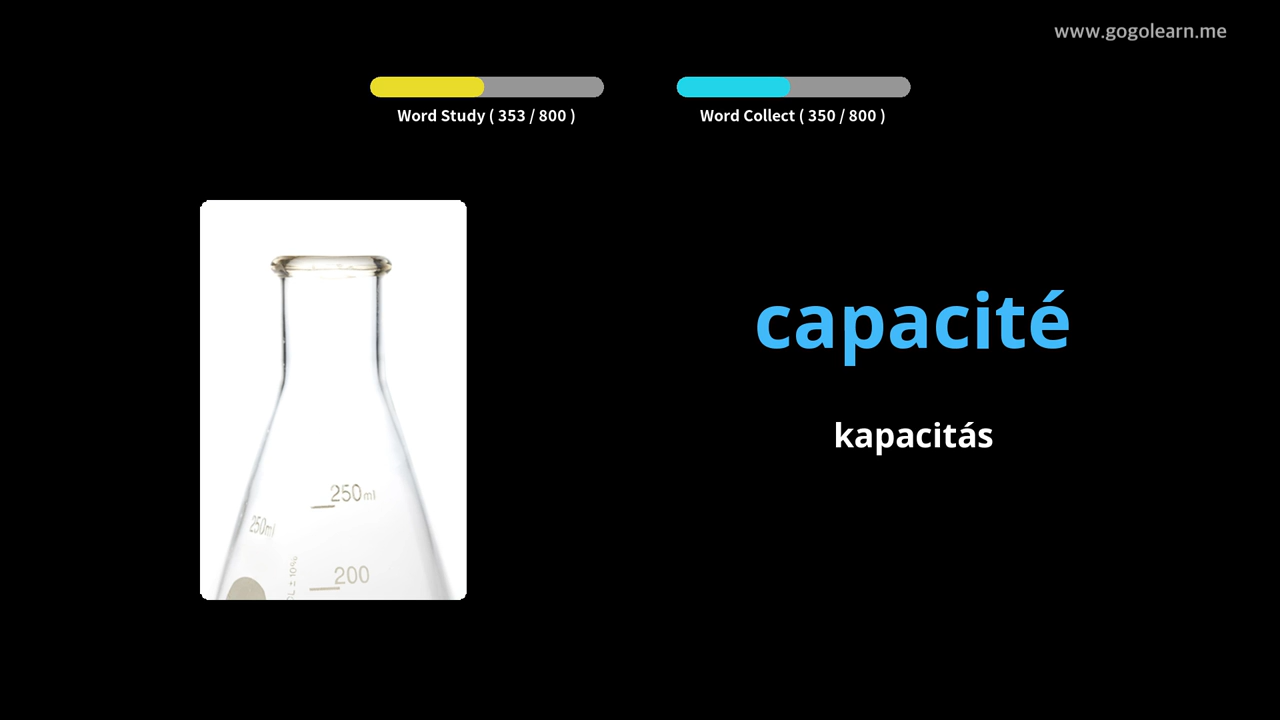 www.gogolearn.me
Word Study ( 353 / 800 )
Word Collect ( 350 / 800 )
capacité
kapacitás
250ml
250ml
200